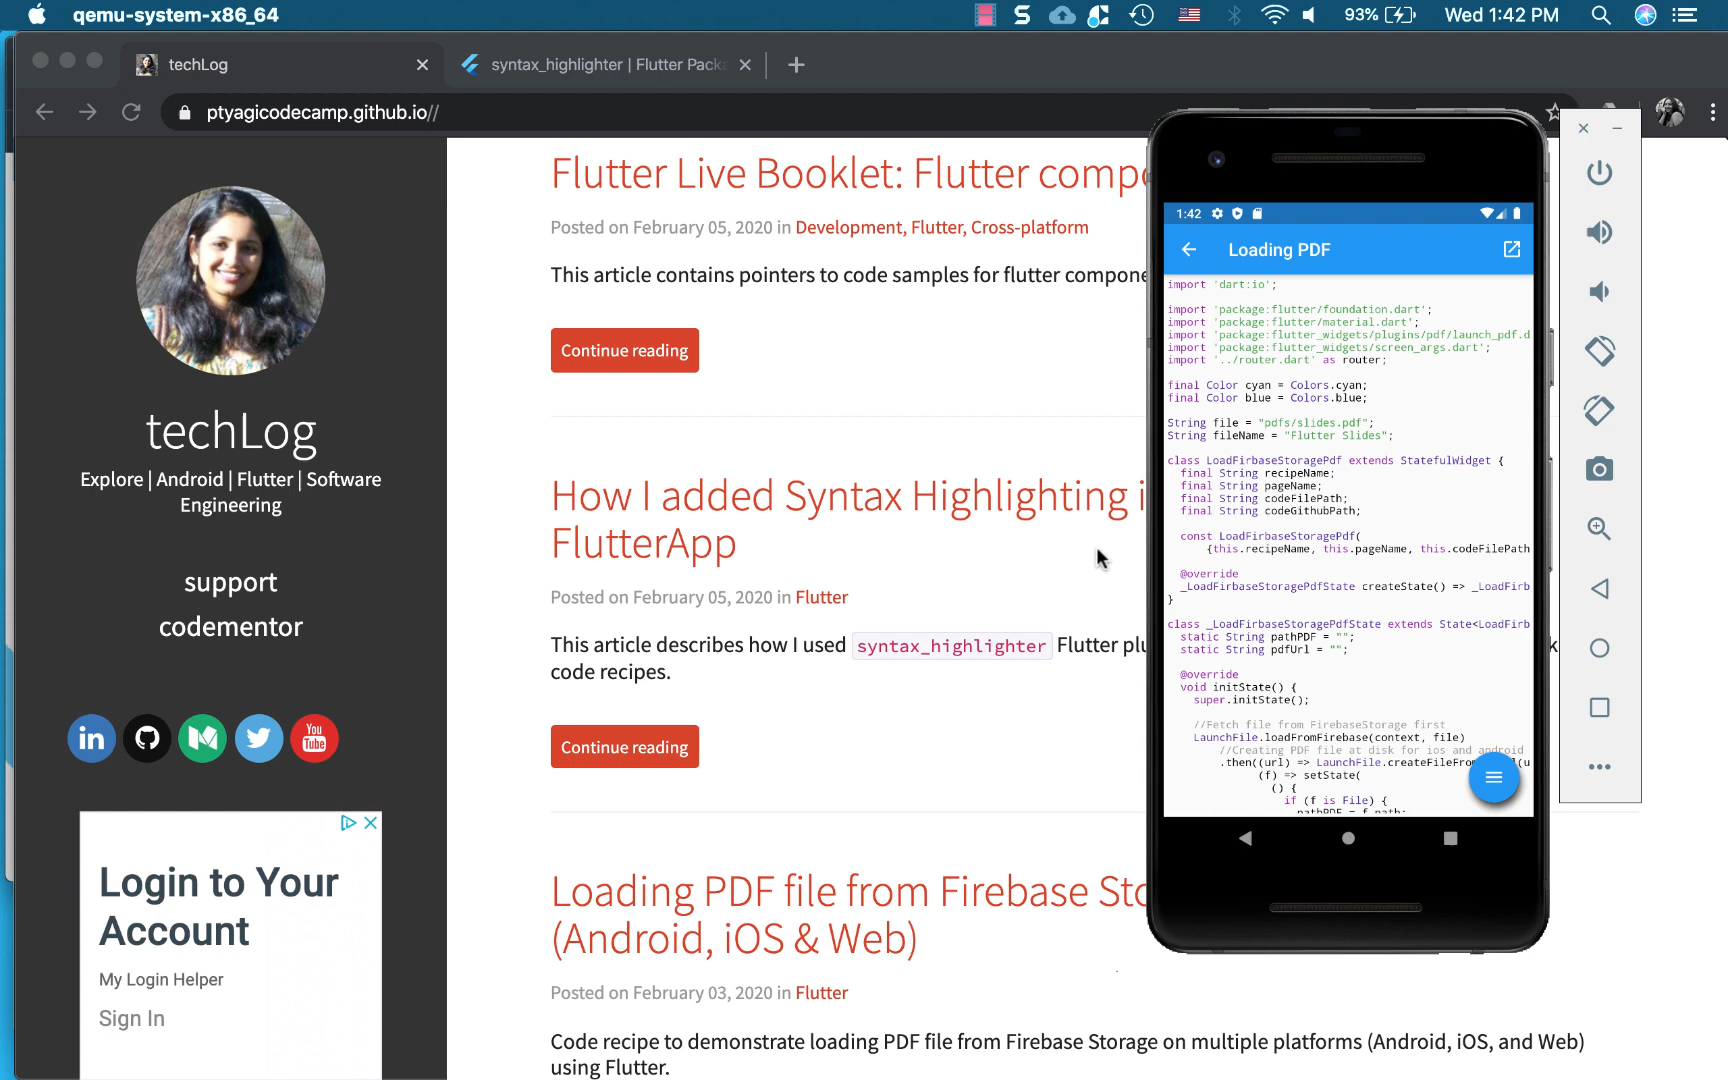 qemu-system-x86_64
93%
Wed 1:42 PM
techLog
syntax_highlighter | Flutter Packa
ptyagicodecamp.github.io//
techLog
Explore | Android | Flutter | Software
Engineering
support
codementor
in
You
Tube
Login to Your
Account
My Login Helper
Sign In
Flutter Live Booklet: Flutter compo
Posted on February 05, 2020 in Development, Flutter, Cross-platform
This article contains pointers to code samples for flutter compone
Continue reading
How I added Syntax Highlighting i
FlutterApp
Posted on February 05, 2020 in Flutter
This article describes how I used syntax_highlighter Flutter plu
k
code recipes.
Continue reading
Loading PDF file from Firebase Sto
(Android, iOS & Web)
Posted on February 03, 2020 in Flutter
Code recipe to demonstrate loading PDF file from Firebase Storage on multiple platforms (Android, iOS, and Web)
using Flutter.
1:42
Loading PDF
import 'dart:io';
import 'package:flutter/foundation.dart';
import 'package:flutter/material.dart';
import 'package:flutter_widgets/plugins/pdf/launch_pdf.d
import 'package:flutter_widgets/screen_args.dart';
import '../router.dart' as router;
final Color cyan = Colors.cyan;
final Color blue = Colors.blue;
String file = "pdfs/slides.pdf";
String fileName = "Flutter Slides";
class LoadFirbaseStoragePdf extends StatefulWidget {
final String recipeName;
final String pageName;
final String codeFilePath;
final String codeGithubPath;
const LoadFirbaseStoragePdf(
{this.recipeName, this.pageName, this.codeFilePath
@override
_LoadFirbaseStoragePdfState createState() => _LoadFirb
}
class _LoadFirbaseStoragePdfState extends State<LoadFirb
static String pathPDF = "";
static String pdfUrl = "";
@override
void initState() {
super.initState();
//Fetch file from FirebaseStorage first
LaunchFile.loadFromFirebase(context, file)
//Creating PDF file at disk for ios and android
.then((url) => LaunchFile.createFileFrom
(u
(f) => setState(
() {
if (f is File) {
pathPDF = f.path;